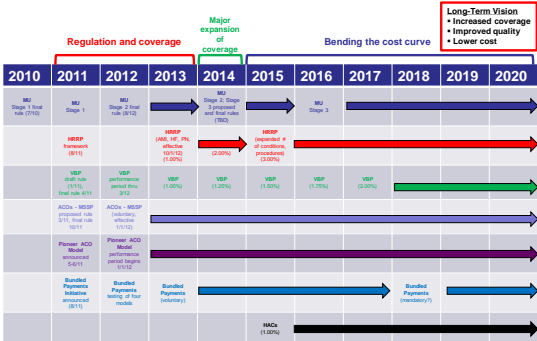 Long-Term Vision
▪ Increased coverage
▪ Improved quality
▪ Lower cost
Major
expansion
of
coverage
Regulation and coverage
Bending the cost curve
2010 2011 2012 2013 2014 2015 2016 2017 2018 2019 2020
MU
Stage 1 final
rule (7/10)
MU
Stage 1
MU
Stage 2 final
rule (8/12)
MU
Stage 2; Stage
3 proposed
and final rules
(TBD)
MU
Stage 3
HRRP
framework
(8/11)
HRRP
(AMI, HF, PN,
effective
10/1/12)
(1.00%)
(2.00%)
HRRP
(expanded #
of conditions,
procedures)
(3.00%)
VBP
draft rule
(1/11),
final rule 4/11
VBP
performance
period thru
3/12
VBP
(1.00%)
VBP
(1.25%)
VBP
(1.50%)
VBP
(1.75%)
VBP
(2.00%)
ACOs - MSSP
proposed rule
3/11, final rule
10/11
ACOs - MSSP
(voluntary,
effective
1/1/12)
Pioneer ACO
Model
announced
5-6/11
Pioneer ACO
Model
performance
period begins
1/1/12
Bundled
Payments
Initiative
announced
(8/11)
Bundled
Payments
testing of four
models
Bundled
Payments
(voluntary)
Bundled
Payments
(mandatory?)
HACs
(1.00%)